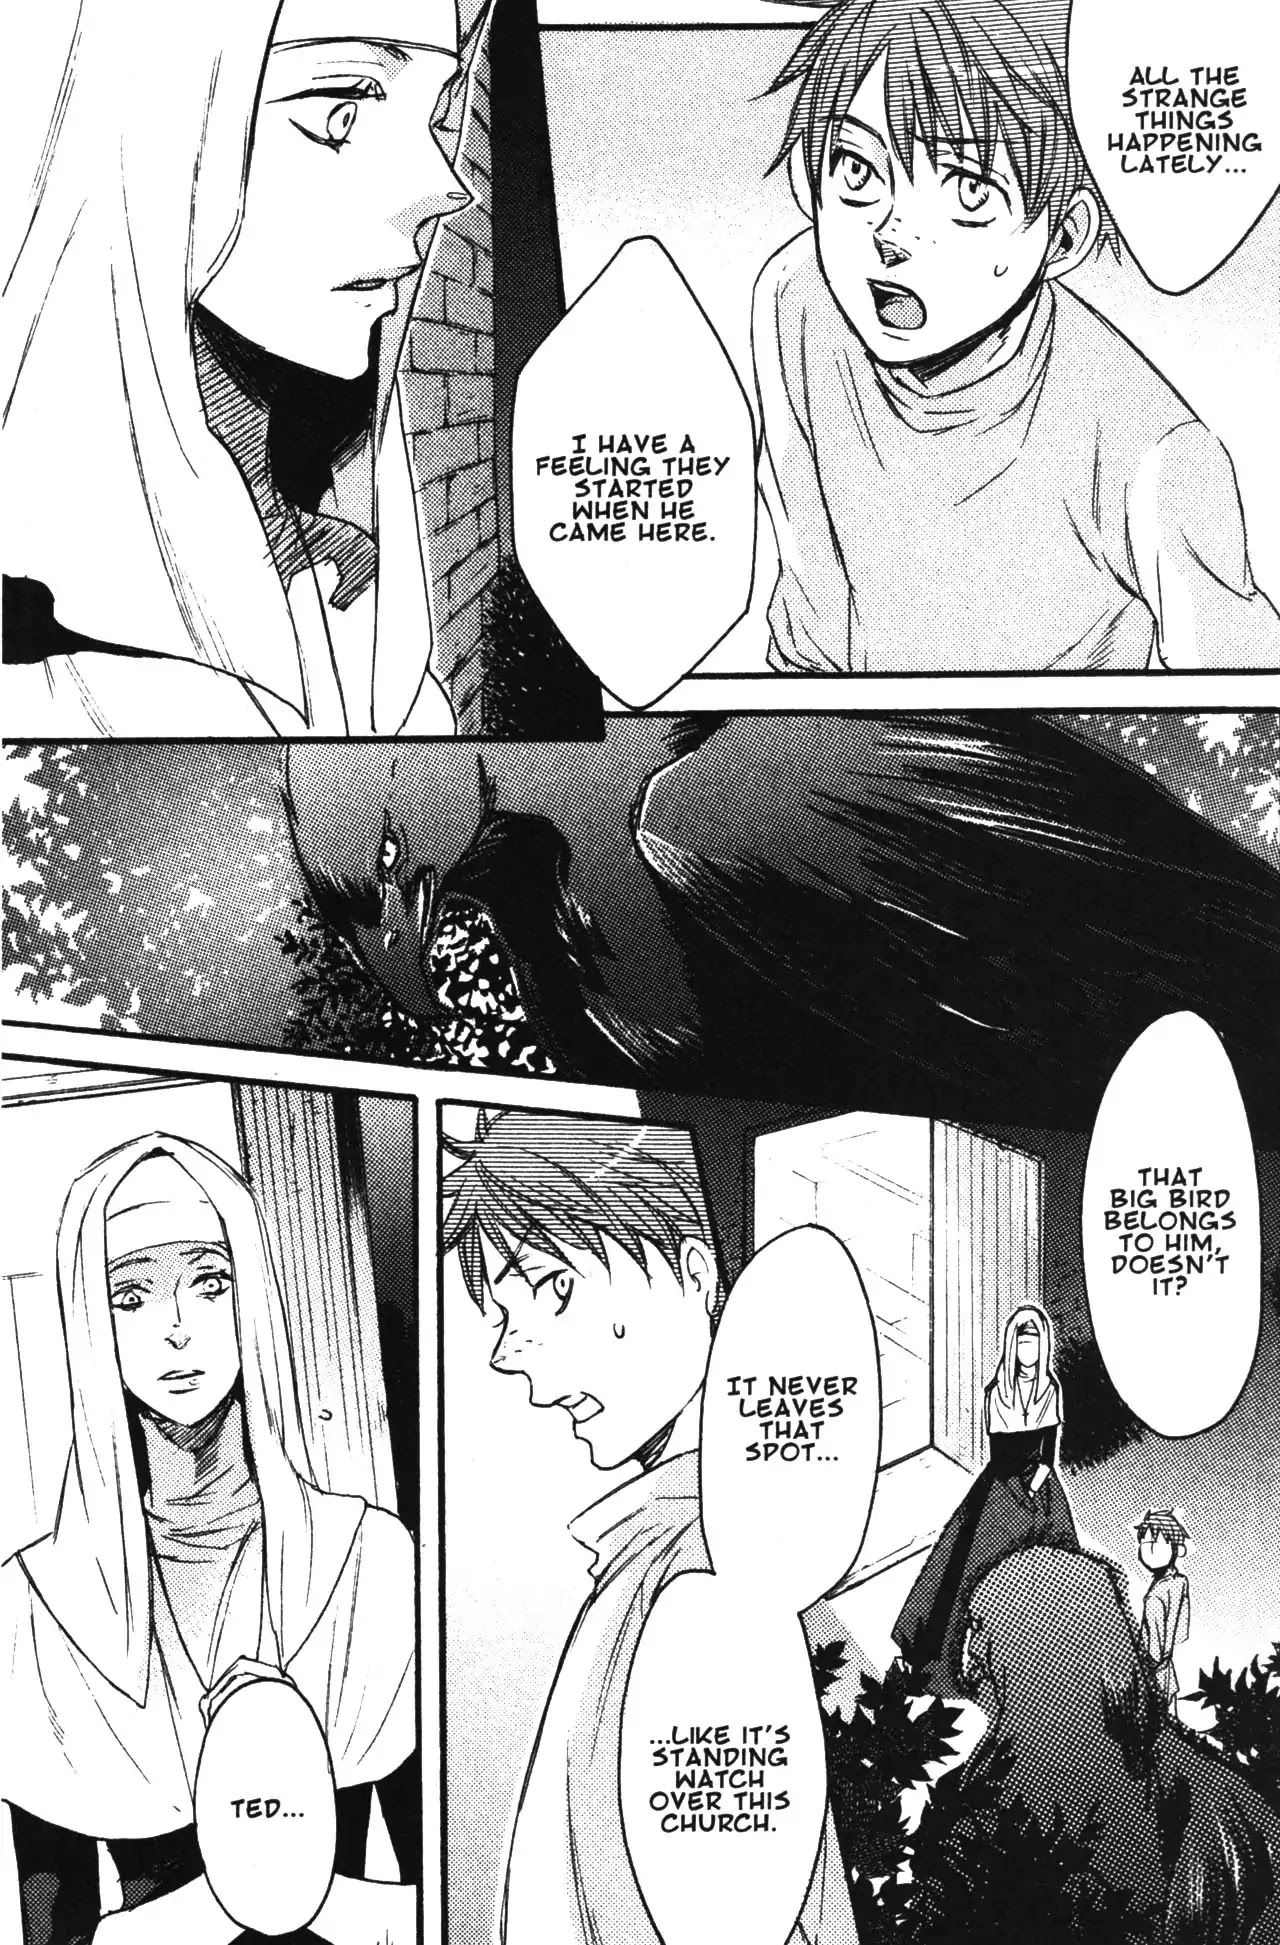 ALL THE
STRANGE
THINGS
HAPPENING
LATELY...
I HAVE A
FEELING THEY
STARTED
WHEN HE
CAME HERE.
THAT
BIG BIRD
BELONGS
TO HIM,
DOESN'T
IT?
IT NEVER
LEAVES
THAT
SPOT...
...LIKE IT'S
STANDING
WATCH
OVER THIS
CHURCH.
TED...